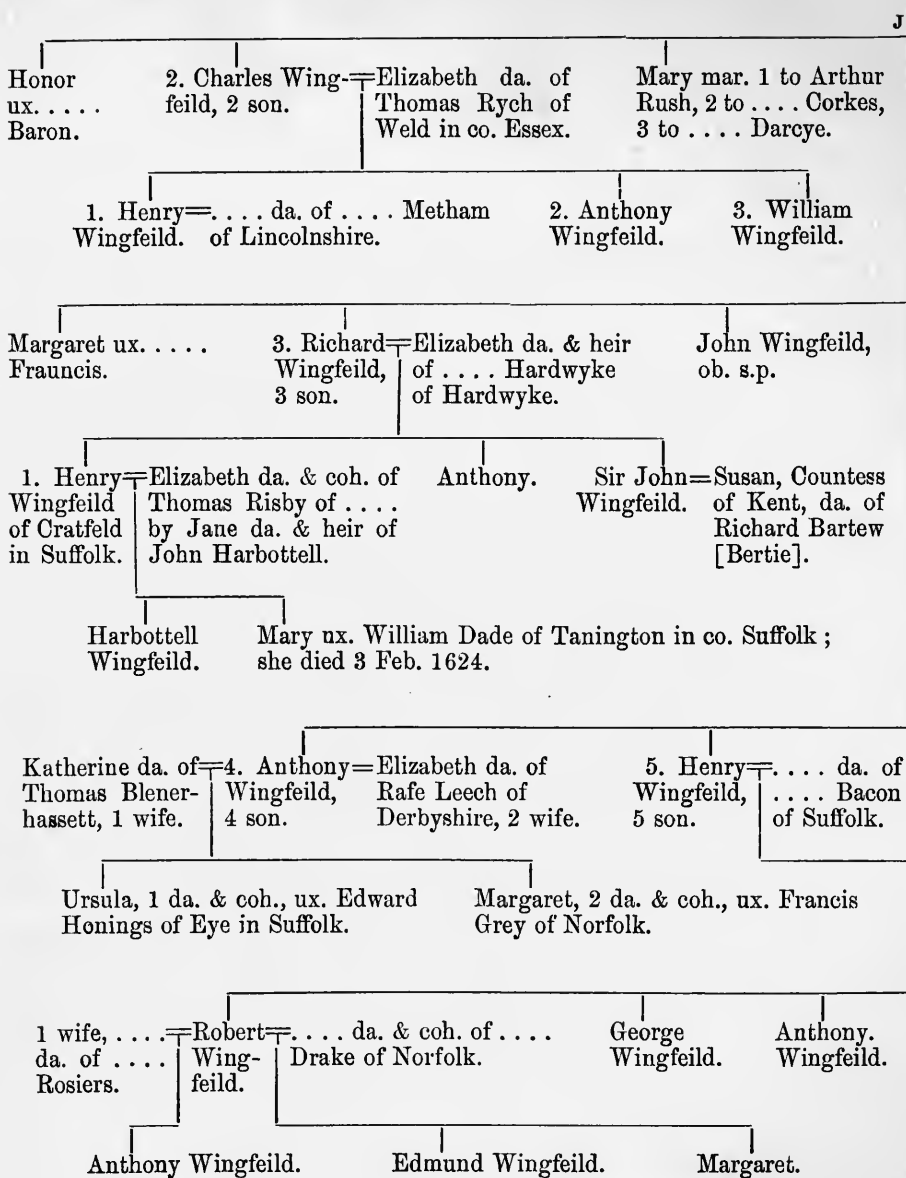 J
Honor 2. Charles Wing-=Elizabeth da. of Mary mar. 1 to Arthur
ux. . . . . feild, 2 son. Thomas Rych of Rush, 2 to . . . . Corkes,
Baron. Weld in co. Essex. 3 to . . . . Darcye.
1. Henry=. . . . da. of . . . . Metham 2. Anthony 3. William
Wingfeild. of Lincolnshire. Wingfeild. Wingfeild.
Margaret ux. . . . . 3. Richard=Elizabeth da. & heir John Wingfeild,
Frauncis. Wingfeild, of . . . . Hardwyke ob. s.p.
3 son. of Hardwyke.
1. Henry=Elizabeth da. & coh. of Anthony. Sir John=Susan, Countess
Wingfeild Thomas Risby of . . . . Wingfeild. of Kent, da. of
of Cratfeld by Jane da. & heir of Richard Bartew
in Suffolk. John Harbottell. [Bertie].
Harbottell Mary ux. William Dade of Tanington in co. Suffolk ;
Wingfeild. she died 3 Feb. 1624.
Katherine da. of=4. Anthony=Elizabeth da. of 5. Henry=. . . . da. of
Thomas Blener- Wingfeild, Rafe Leech of Wingfeild, . . . . Bacon
hassett, 1 wife. 4 son. Derbyshire, 2 wife. 5 son. of Suffolk.
Ursula, 1 da. & coh., ux. Edward Margaret, 2 da. & coh., ux. Francis
Honings of Eye in Suffolk. Grey of Norfolk.
1 wife, . . . .=Robert=. . . . da. & coh. of . . . . George Anthony.
da. of . . . . Wing- Drake of Norfolk. Wingfeild. Wingfeild.
Rosiers. feild.
Anthony Wingfeild. Edmund Wingfeild. Margaret.